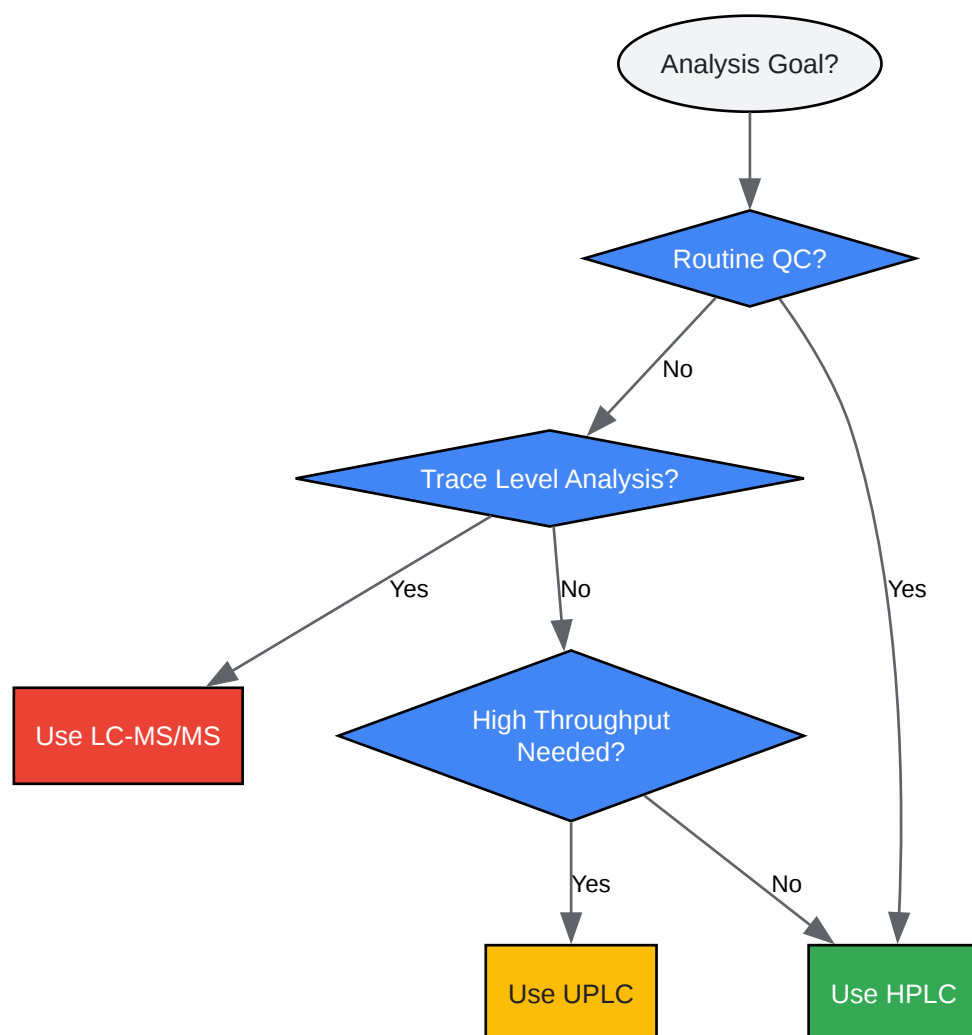 Analysis Goal?
Routine QC?
No
Trace Level Analysis?
Yes
No
Yes
Use LC-MS/MS
High Throughput
Needed?
Yes
No
Use UPLC
Use HPLC